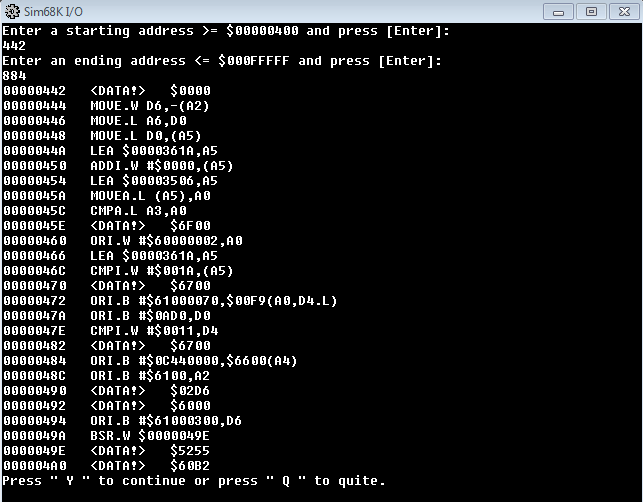 Sim68K I/O
Enter a starting address >= $00000400 and press [Enter]:
442
Enter an ending address <= $000FFFFF and press [Enter]:
884
00000442 <DATA!> $0000
00000444 MOVE.W D6,-(A2)
00000446 MOVE.L A6,D0
00000448 MOVE.L D0,(A5)
0000044A LEA $0000361A,A5
00000450 ADDI.W #$0000,(A5)
00000454 LEA $00003506,A5
0000045A MOVEA.L (A5),A0
0000045C CMPA.L A3,A0
0000045E <DATA!> $6F00
00000460 ORI.W #$60000002,A0
00000466 LEA $0000361A,A5
0000046C CMPI.W #$001A,(A5)
00000470 <DATA!> $6700
00000472 ORI.B #$61000070,$00F9(A0,D4.L)
0000047A ORI.B #$0AD0,D0
0000047E CMPI.W #$0011,D4
00000482 <DATA!> $6700
00000484 ORI.B #$0C440000,$6600(A4)
0000048C ORI.B #$6100,A2
00000490 <DATA!> $02D6
00000492 <DATA!> $6000
00000494 ORI.B #$61000300,D6
0000049A BSR.W $0000049E
0000049E <DATA!> $5255
000004A0 <DATA!> $60B2
Press " Y " to continue or press " Q " to quite.